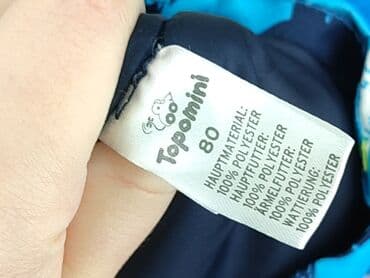 Topomini
80
HAUPTMATERIAL:
100% POLYESTER
HAUPTFUTTER:
100% POLYESTER
ÄRMELFUTTER:
100% POLYESTER
WATTIERUNG:
100% POLYESTER